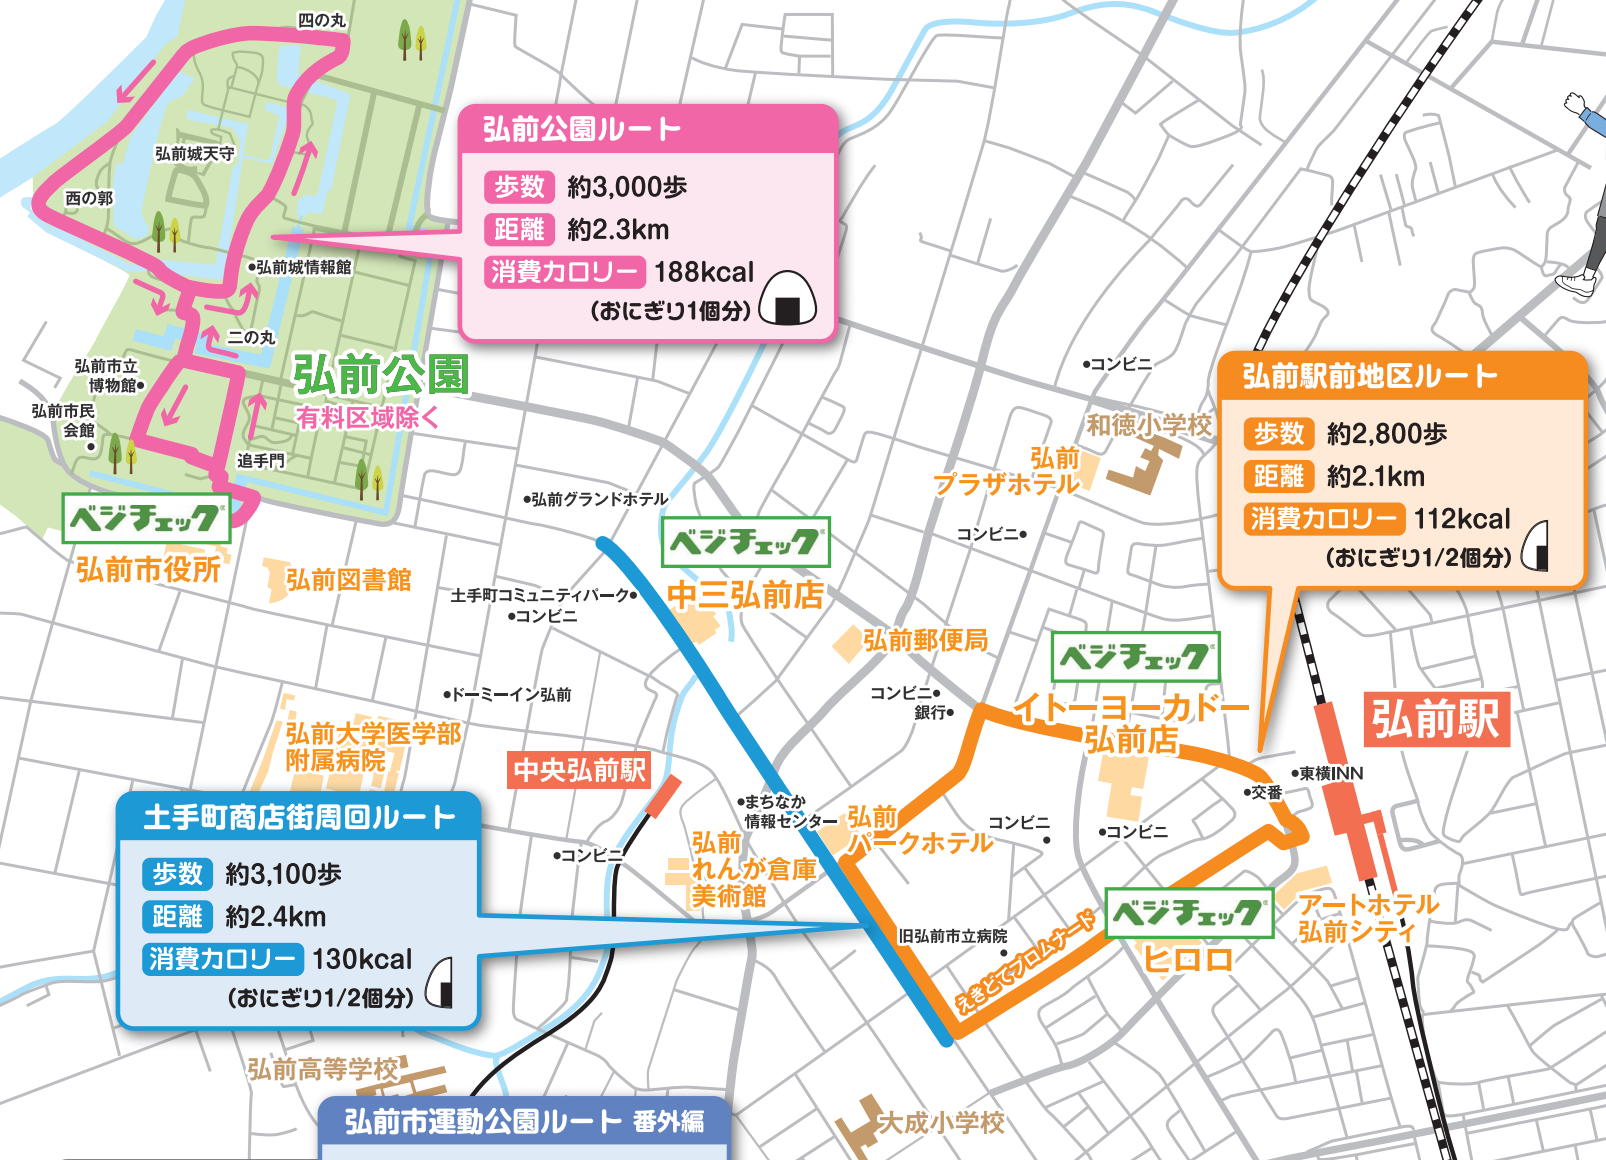 四の丸
弘前城天守
西の郭
弘前城情報館
二の丸
弘前市立
博物館
弘前市民
会館
追手門
弘前公園
有料区域除く
弘前公園ルート
歩数 約3,000歩
距離 約2.3km
消費カロリー 188kcal
(おにぎり1個分)
コンビニ
和徳小学校
弘前
プラザホテル
コンビニ
弘前駅前地区ルート
歩数 約2,800歩
距離 約2.1km
消費カロリー 112kcal
(おにぎり1/2個分)
ベジチェック
弘前市役所
弘前図書館
弘前グランドホテル
ベジチェック
中三弘前店
土手町コミュニティパーク
コンビニ
弘前郵便局
ドーミーイン弘前
コンビニ
銀行
ベジチェック
イトーヨーカドー
弘前店
弘前駅
弘前大学医学部
附属病院
中央弘前駅
東横INN
交番
まちなか
情報センター
弘前
パークホテル
コンビニ
コンビニ
コンビニ
弘前
れんが倉庫
美術館
土手町商店街周回ルート
歩数 約3,100歩
距離 約2.4km
消費カロリー 130kcal
(おにぎり1/2個分)
旧弘前市立病院
えきどてプロムナード
ベジチェック
ヒロロ
アートホテル
弘前シティ
弘前高等学校
大成小学校
弘前市運動公園ルート 番外編